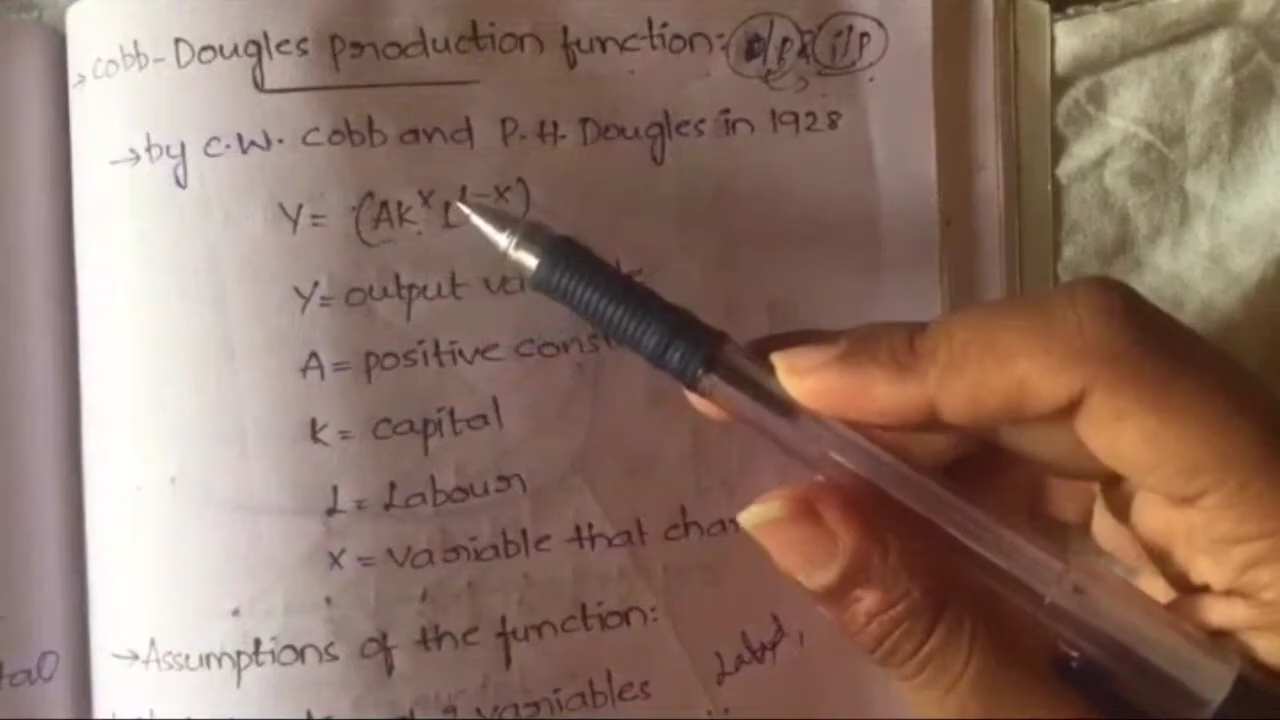 Cobb-Dougles production function: o/p & i/p
→by C.W. Cobb and P.H. Dougles in 1928
Y= (AK^x L^1-x)
Y= output
A= positive
K= capital
L= Labour
x = variable that
→Assumptions of the function:
variables